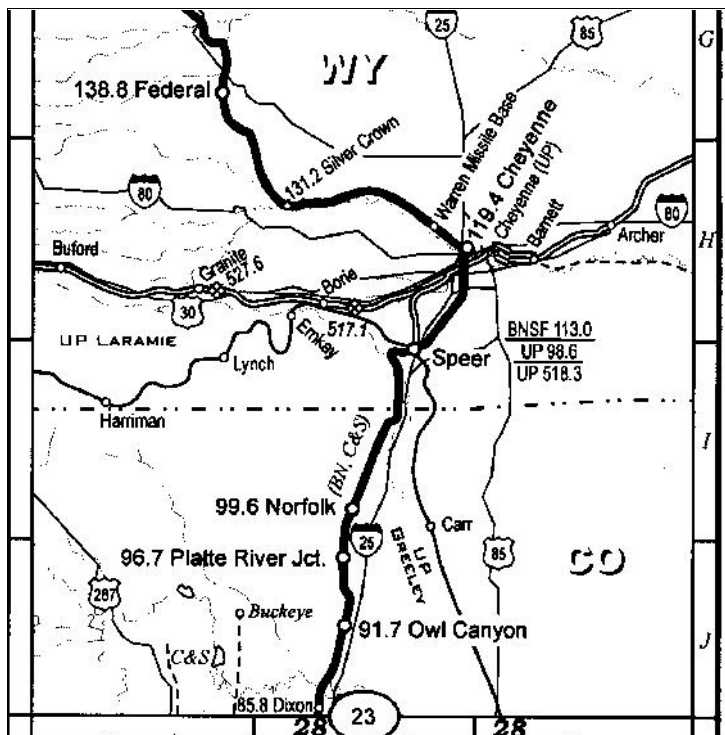 G
25
85
WY
138.8 Federal
131.2 Silver Crown
Warren Missile Base
119.4 Cheyenne
Cheyenne (UP)
80
80
Barnett
Archer
H
Buford
Granite
527.6
Borie
30
517.1
Emkay
UP LARAMIE
Lynch
Speer
BNSF 113.0
UP 98.6
UP 518.3
Harriman
I
(BN, C&S)
99.6 Norfolk
25
Carr
85
96.7 Platte River Jct.
UP
GREELEY
CO
287
Buckeye
91.7 Owl Canyon
J
C&S
85.8 Dixon
28
23
28